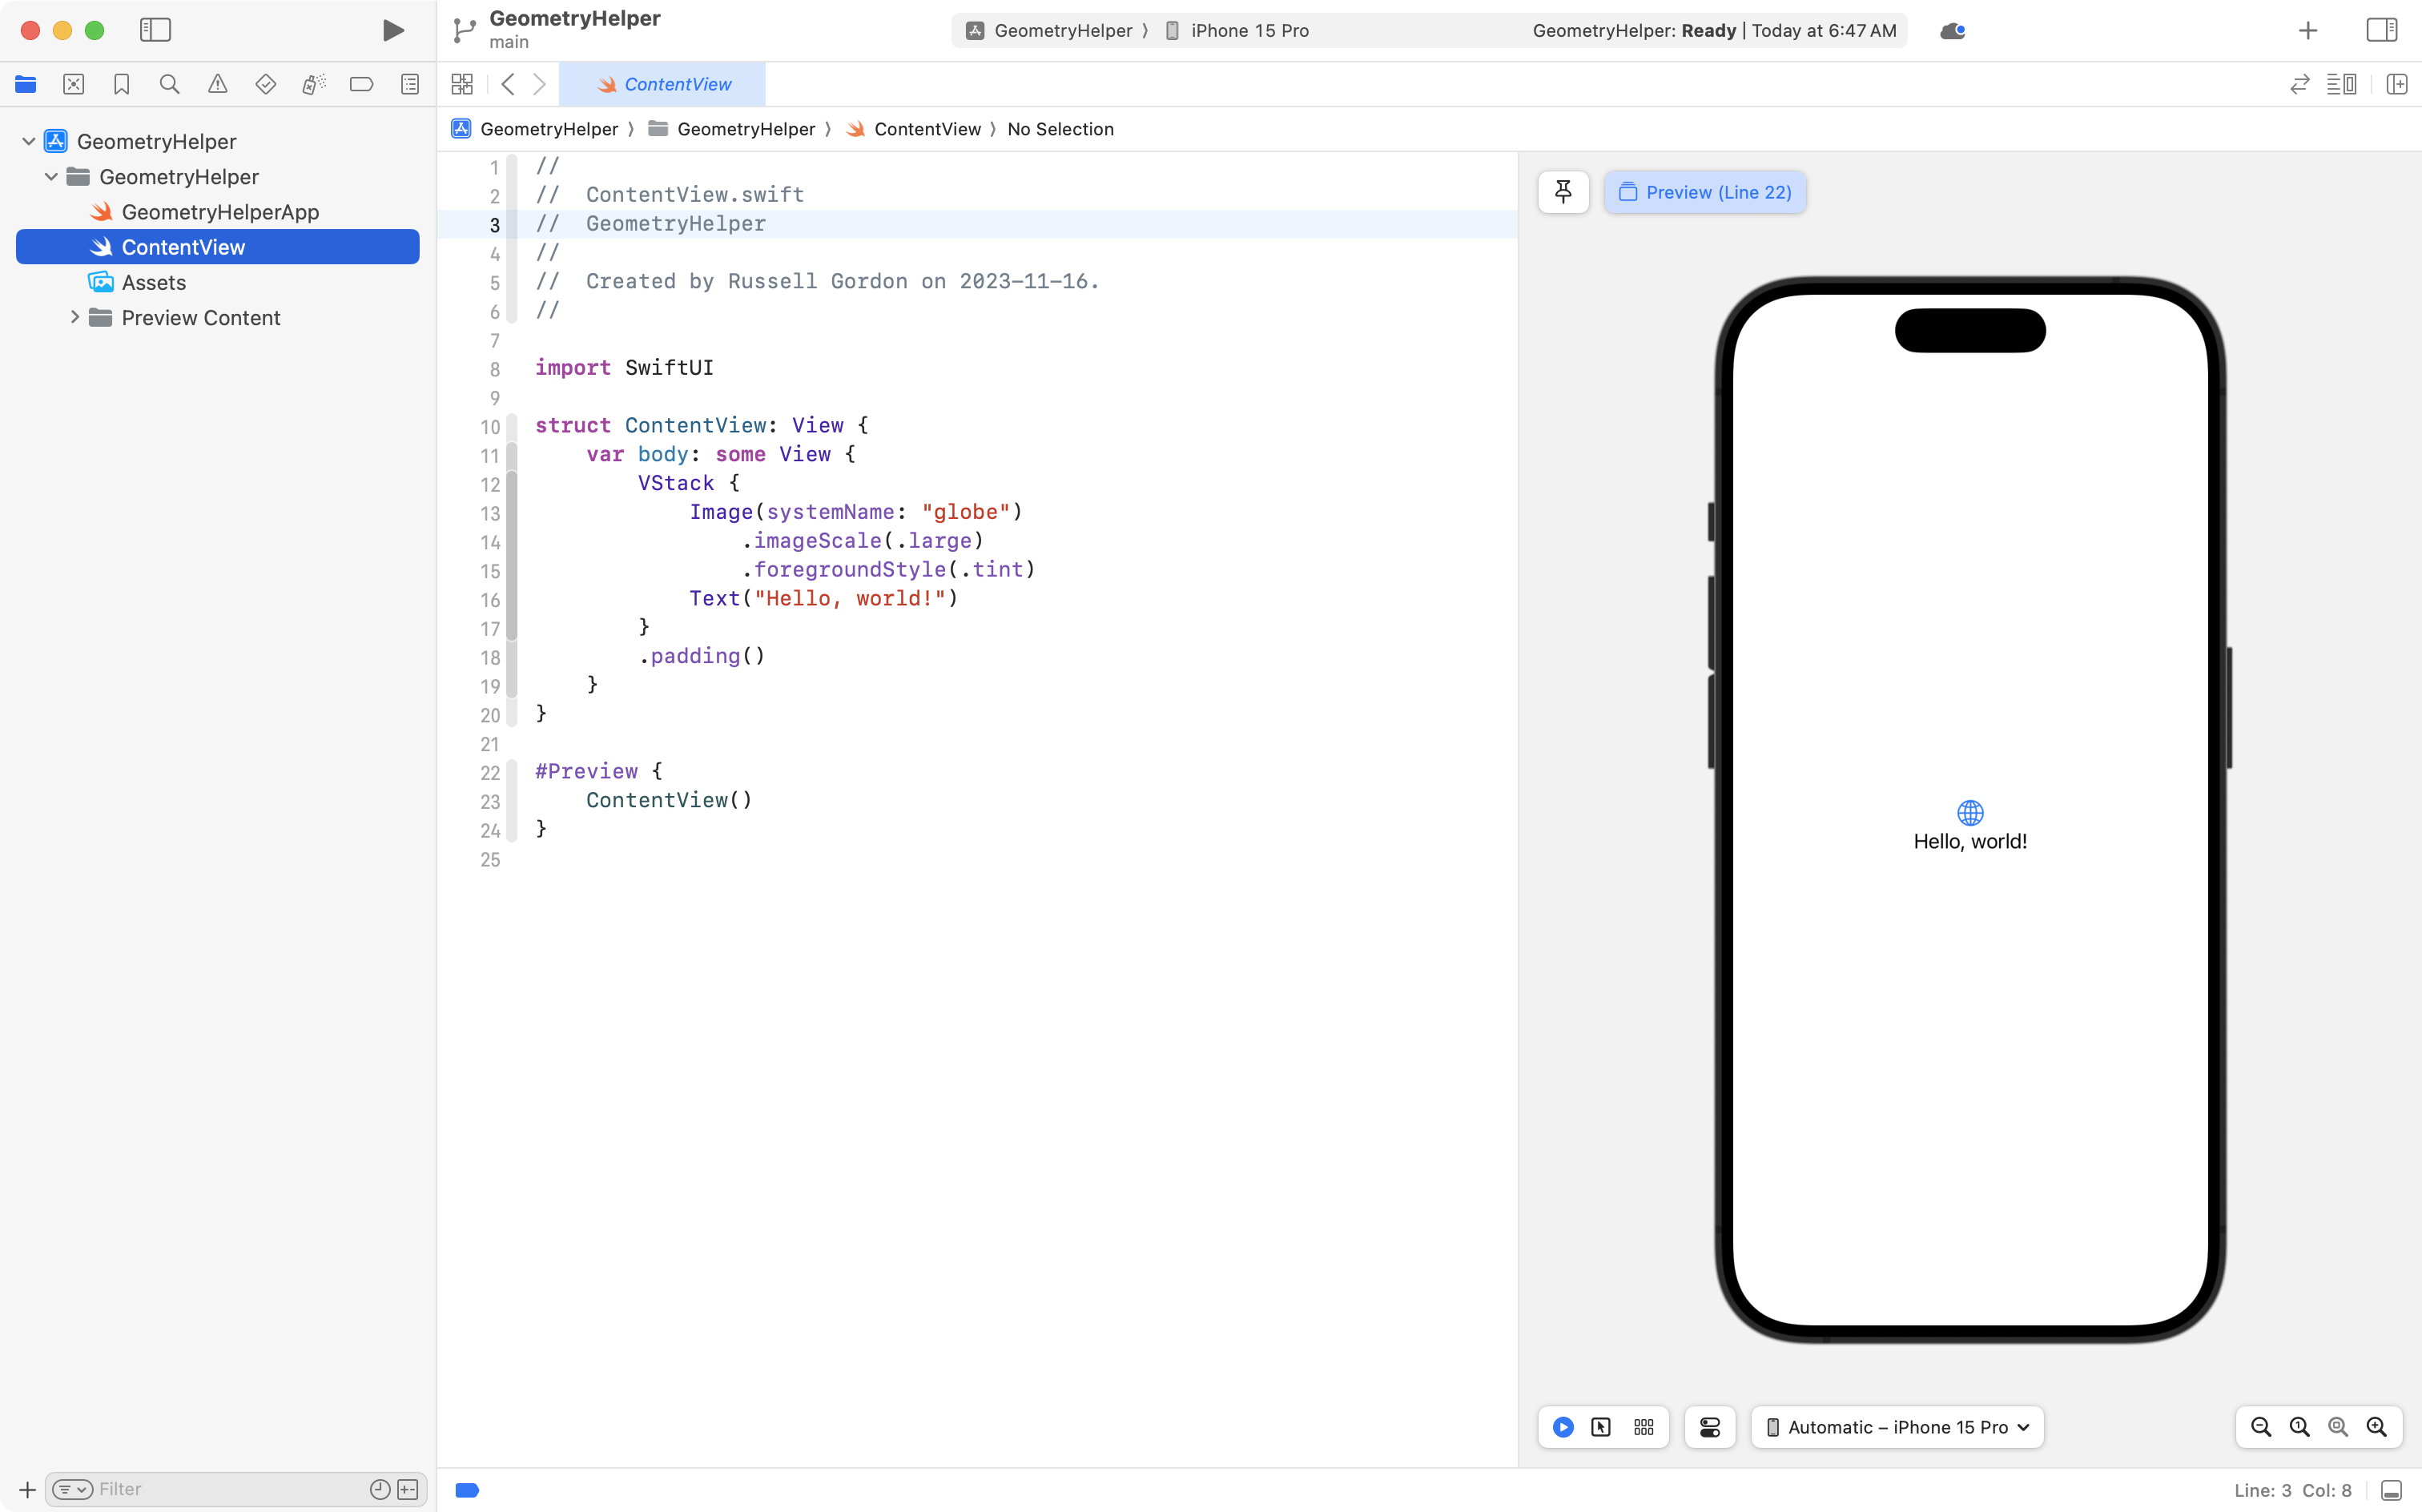 GeometryHelper
main
GeometryHelper 〉 iPhone 15 Pro
GeometryHelper: Ready | Today at 6:47 AM
ContentView
GeometryHelper 〉 GeometryHelper 〉 ContentView 〉 No Selection
GeometryHelper
GeometryHelper
GeometryHelperApp
ContentView
Assets
Preview Content
1 //
2 //  ContentView.swift
3 //  GeometryHelper
4 //
5 //  Created by Russell Gordon on 2023-11-16.
6 //
7
8 import SwiftUI
9
10 struct ContentView: View {
11     var body: some View {
12         VStack {
13             Image(systemName: "globe")
14                 .imageScale(.large)
15                 .foregroundStyle(.tint)
16             Text("Hello, world!")
17         }
18         .padding()
19     }
20 }
21
22 #Preview {
23     ContentView()
24 }
25
Preview (Line 22)
Hello, world!
Automatic – iPhone 15 Pro
Filter
Line: 3 Col: 8